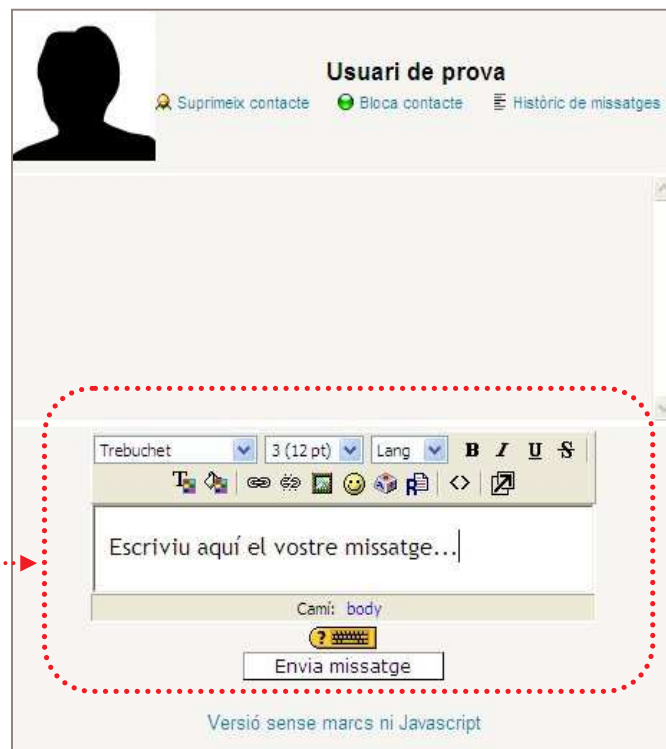 Usuari de prova
Suprimeix contacte Bloca contacte Històric de missatges
Trebuchet 3 (12 pt) Lang B I U S
Escriviu aquí el vostre missatge...
Camí: body
?
Envia missatge
Versió sense marcs ni Javascript